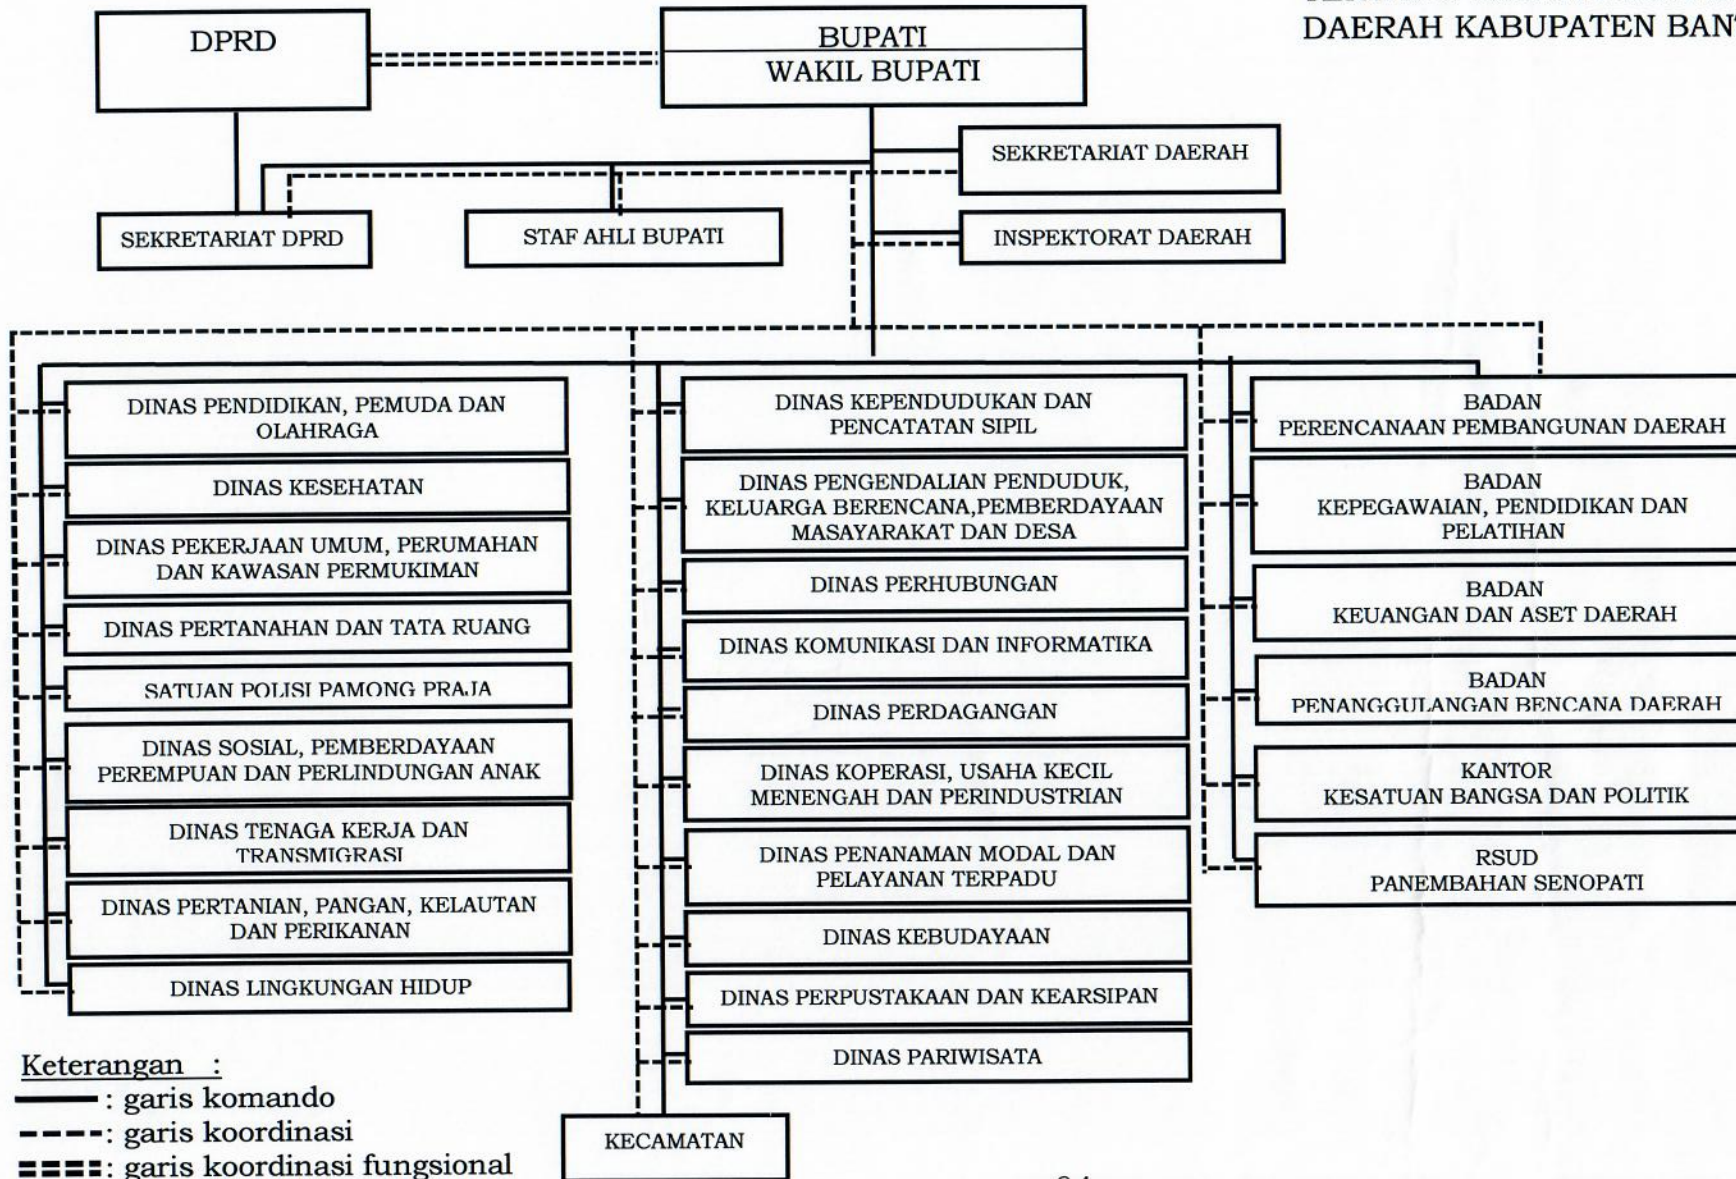 DAERAH KABUPATEN
DPRD
BUPATI
WAKIL BUPATI
SEKRETARIAT DAERAH
SEKRETARIAT DPRD
STAF AHLI BUPATI
INSPEKTORAT DAERAH
DINAS PENDIDIKAN, PEMUDA DAN
OLAHRAGA
DINAS KESEHATAN
DINAS PEKERJAAN UMUM, PERUMAHAN
DAN KAWASAN PERMUKIMAN
DINAS PERTANAHAN DAN TATA RUANG
SATUAN POLISI PAMONG PRAJA
DINAS SOSIAL, PEMBERDAYAAN
PEREMPUAN DAN PERLINDUNGAN ANAK
DINAS TENAGA KERJA DAN
TRANSMIGRASI
DINAS PERTANIAN, PANGAN, KELAUTAN
DAN PERIKANAN
DINAS LINGKUNGAN HIDUP
DINAS KEPENDUDUKAN DAN
PENCATATAN SIPIL
DINAS PENGENDALIAN PENDUDUK,
KELUARGA BERENCANA,PEMBERDAYAAN
MASAYARAKAT DAN DESA
DINAS PERHUBUNGAN
DINAS KOMUNIKASI DAN INFORMATIKA
DINAS PERDAGANGAN
DINAS KOPERASI, USAHA KECIL
MENENGAH DAN PERINDUSTRIAN
DINAS PENANAMAN MODAL DAN
PELAYANAN TERPADU
DINAS KEBUDAYAAN
DINAS PERPUSTAKAAN DAN KEARSIPAN
DINAS PARIWISATA
KECAMATAN
BADAN
PERENCANAAN PEMBANGUNAN DAERAH
BADAN
KEPEGAWAIAN, PENDIDIKAN DAN
PELATIHAN
BADAN
KEUANGAN DAN ASET DAERAH
BADAN
PENANGGULANGAN BENCANA DAERAH
KANTOR
KESATUAN BANGSA DAN POLITIK
RSUD
PANEMBAHAN SENOPATI
Keterangan :
: garis komando
: garis koordinasi
: garis koordinasi fungsional